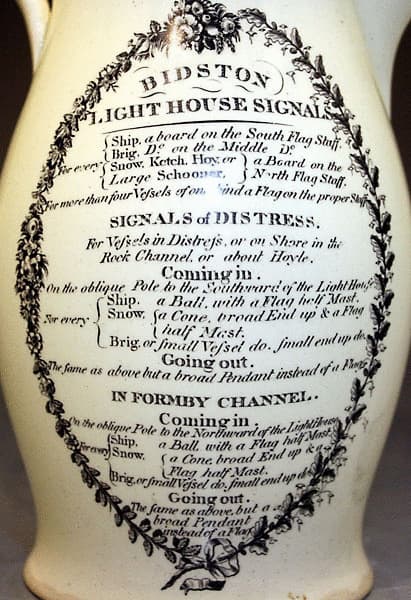 BIDSTON
LIGHT HOUSE SIGNALS
Ship, a board on the South Flag Staff.
Brig, Do. on the Middle Do.
For every Snow, Ketch, Hoy, or a Board on the
Large Schooner, North Flag Staff.
For more than four Vessels of one kind a Flag on the proper Staff
SIGNALS of DISTRESS.
For Vessels in Distress, or on Shore in the
Rock Channel, or about Hoyle.
Coming in.
On the oblique Pole to the Southward of the Light House
Ship. a Ball, with a Flag half Mast.
For every Snow, a Cone, broad End up & a Flag
half Mast.
Brig, or small Vessel do. small end up do.
Going out.
The same as above but a broad Pendant instead of a Flag.
IN FORMBY CHANNEL.
Coming in.
On the oblique Pole to the Northward of the Light House
Ship, a Ball, with a Flag half Mast.
For every Snow, a Cone, broad End up & a
Flag half Mast.
Brig, or small Vessel do. small end up do.
Going out.
The same as above, but a
broad Pendant
instead of a Flag